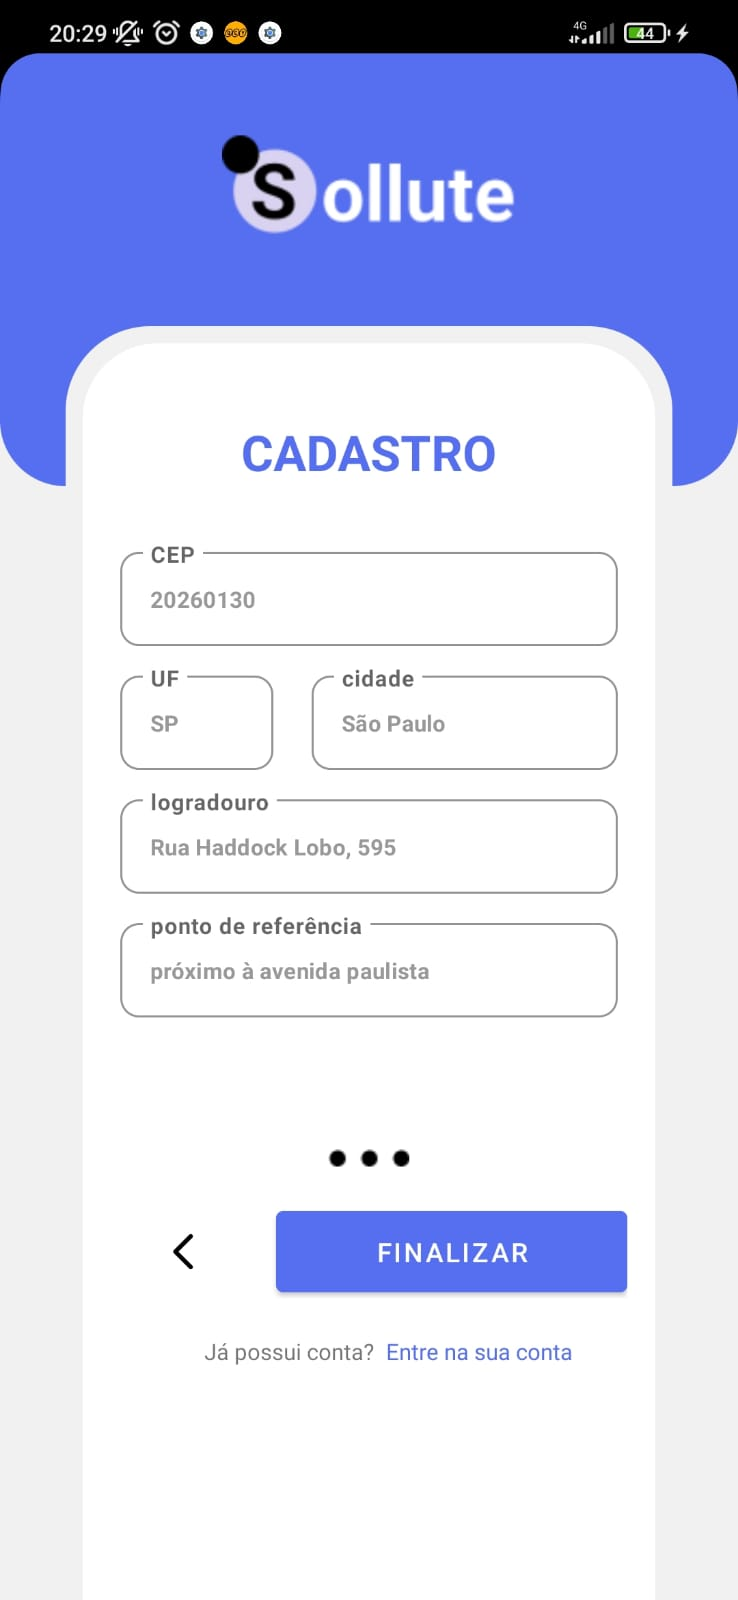 20:29 4G 44
Sollute
CADASTRO
CEP
20260130
UF cidade
SP São Paulo
logradouro
Rua Haddock Lobo, 595
ponto de referência
próximo à avenida paulista
FINALIZAR
Já possui conta? Entre na sua conta